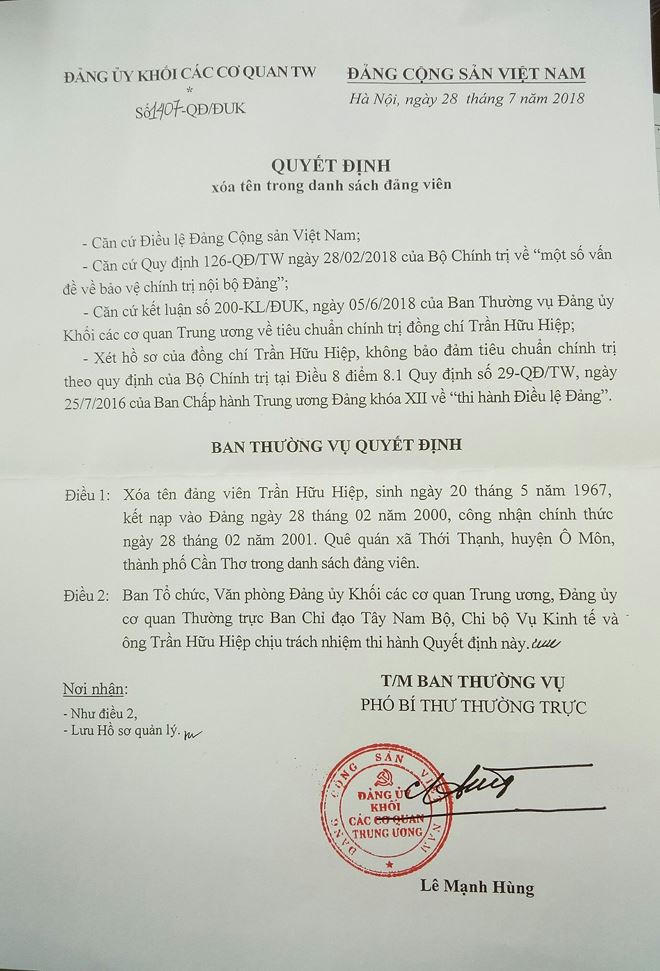 ĐẢNG ỦY KHỐI CÁC CƠ QUAN TW
*
Số 1407-QĐ/ĐUK
ĐẢNG CỘNG SẢN VIỆT NAM
Hà Nội, ngày 28 tháng 7 năm 2018
QUYẾT ĐỊNH
xóa tên trong danh sách đảng viên
- Căn cứ Điều lệ Đảng Cộng sản Việt Nam;
- Căn cứ Quy định 126-QĐ/TW ngày 28/02/2018 của Bộ Chính trị về “một số vấn
đề về bảo vệ chính trị nội bộ Đảng”;
- Căn cứ kết luận số 200-KL/ĐUK, ngày 05/6/2018 của Ban Thường vụ Đảng ủy
Khối các cơ quan Trung ương về tiêu chuẩn chính trị đồng chí Trần Hữu Hiệp;
- Xét hồ sơ của đồng chí Trần Hữu Hiệp, không bảo đảm tiêu chuẩn chính trị
theo quy định của Bộ Chính trị tại Điều 8 điểm 8.1 Quy định số 29-QĐ/TW, ngày
25/7/2016 của Ban Chấp hành Trung ương Đảng khóa XII về “thi hành Điều lệ Đảng”.
BAN THƯỜNG VỤ QUYẾT ĐỊNH
Điều 1: Xóa tên đảng viên Trần Hữu Hiệp, sinh ngày 20 tháng 5 năm 1967,
kết nạp vào Đảng ngày 28 tháng 02 năm 2000, công nhận chính thức
ngày 28 tháng 02 năm 2001. Quê quán xã Thới Thạnh, huyện Ô Môn,
thành phố Cần Thơ trong danh sách đảng viên.
Điều 2: Ban Tổ chức, Văn phòng Đảng ủy Khối các cơ quan Trung ương, Đảng ủy
cơ quan Thường trực Ban Chỉ đạo Tây Nam Bộ, Chi bộ Vụ Kinh tế và
ông Trần Hữu Hiệp chịu trách nhiệm thi hành Quyết định này.
Nơi nhận:
- Như điều 2,
- Lưu Hồ sơ quản lý.
T/M BAN THƯỜNG VỤ
PHÓ BÍ THƯ THƯỜNG TRỰC
ĐẢNG CỘNG SẢN VIỆT NAM
ĐẢNG ỦY
KHỐI
CÁC CƠ QUAN
TRUNG ƯƠNG
Lê Mạnh Hùng